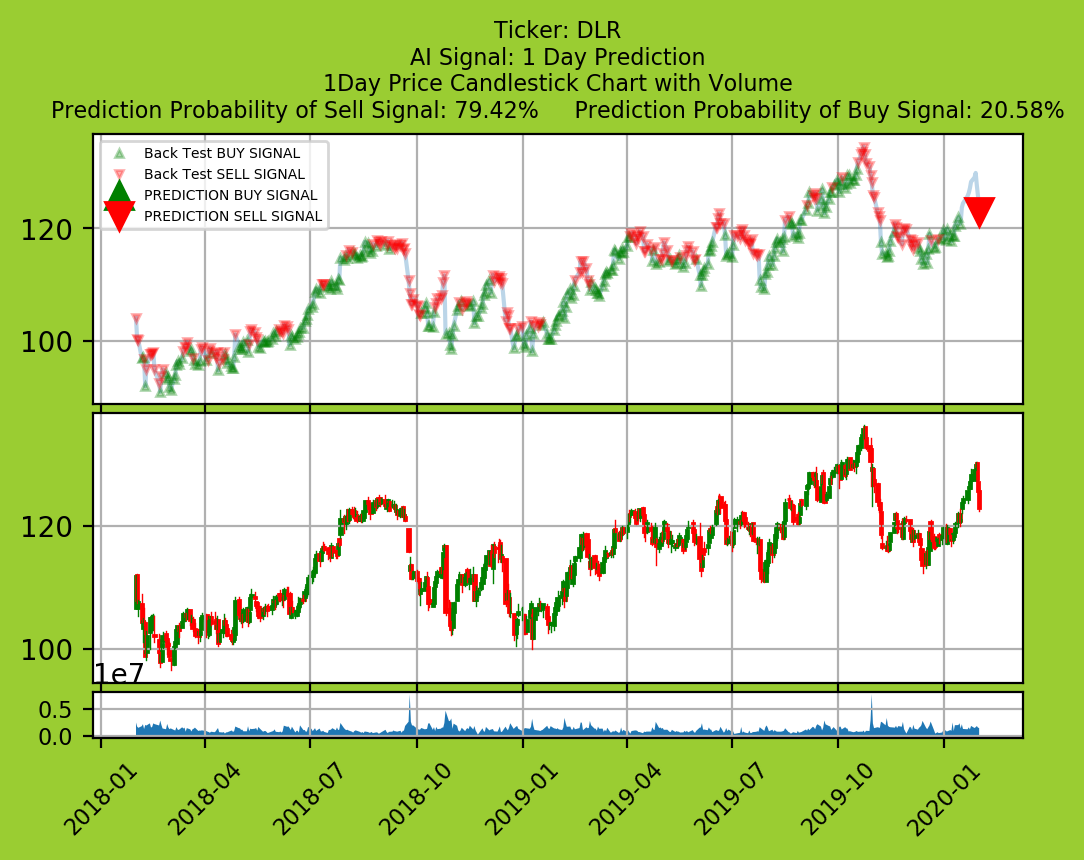 Ticker: DLR
AI Signal: 1 Day Prediction
1Day Price Candlestick Chart with Volume
Prediction Probability of Sell Signal: 79.42% Prediction Probability of Buy Signal: 20.58%
Back Test BUY SIGNAL
Back Test SELL SIGNAL
PREDICTION BUY SIGNAL
PREDICTION SELL SIGNAL
120
100
120
100
1e7
0.5
0.0
2018-01 2018-04 2018-07 2018-10 2019-01 2019-04 2019-07 2019-10 2020-01